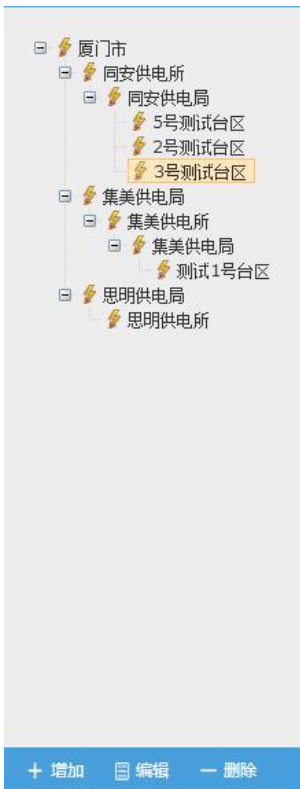 厦门市
同安供电所
同安供电局
5号测试台区
2号测试台区
3号测试台区
集美供电局
集美供电所
集美供电局
测试1号台区
思明供电局
思明供电所
增加 编辑 删除